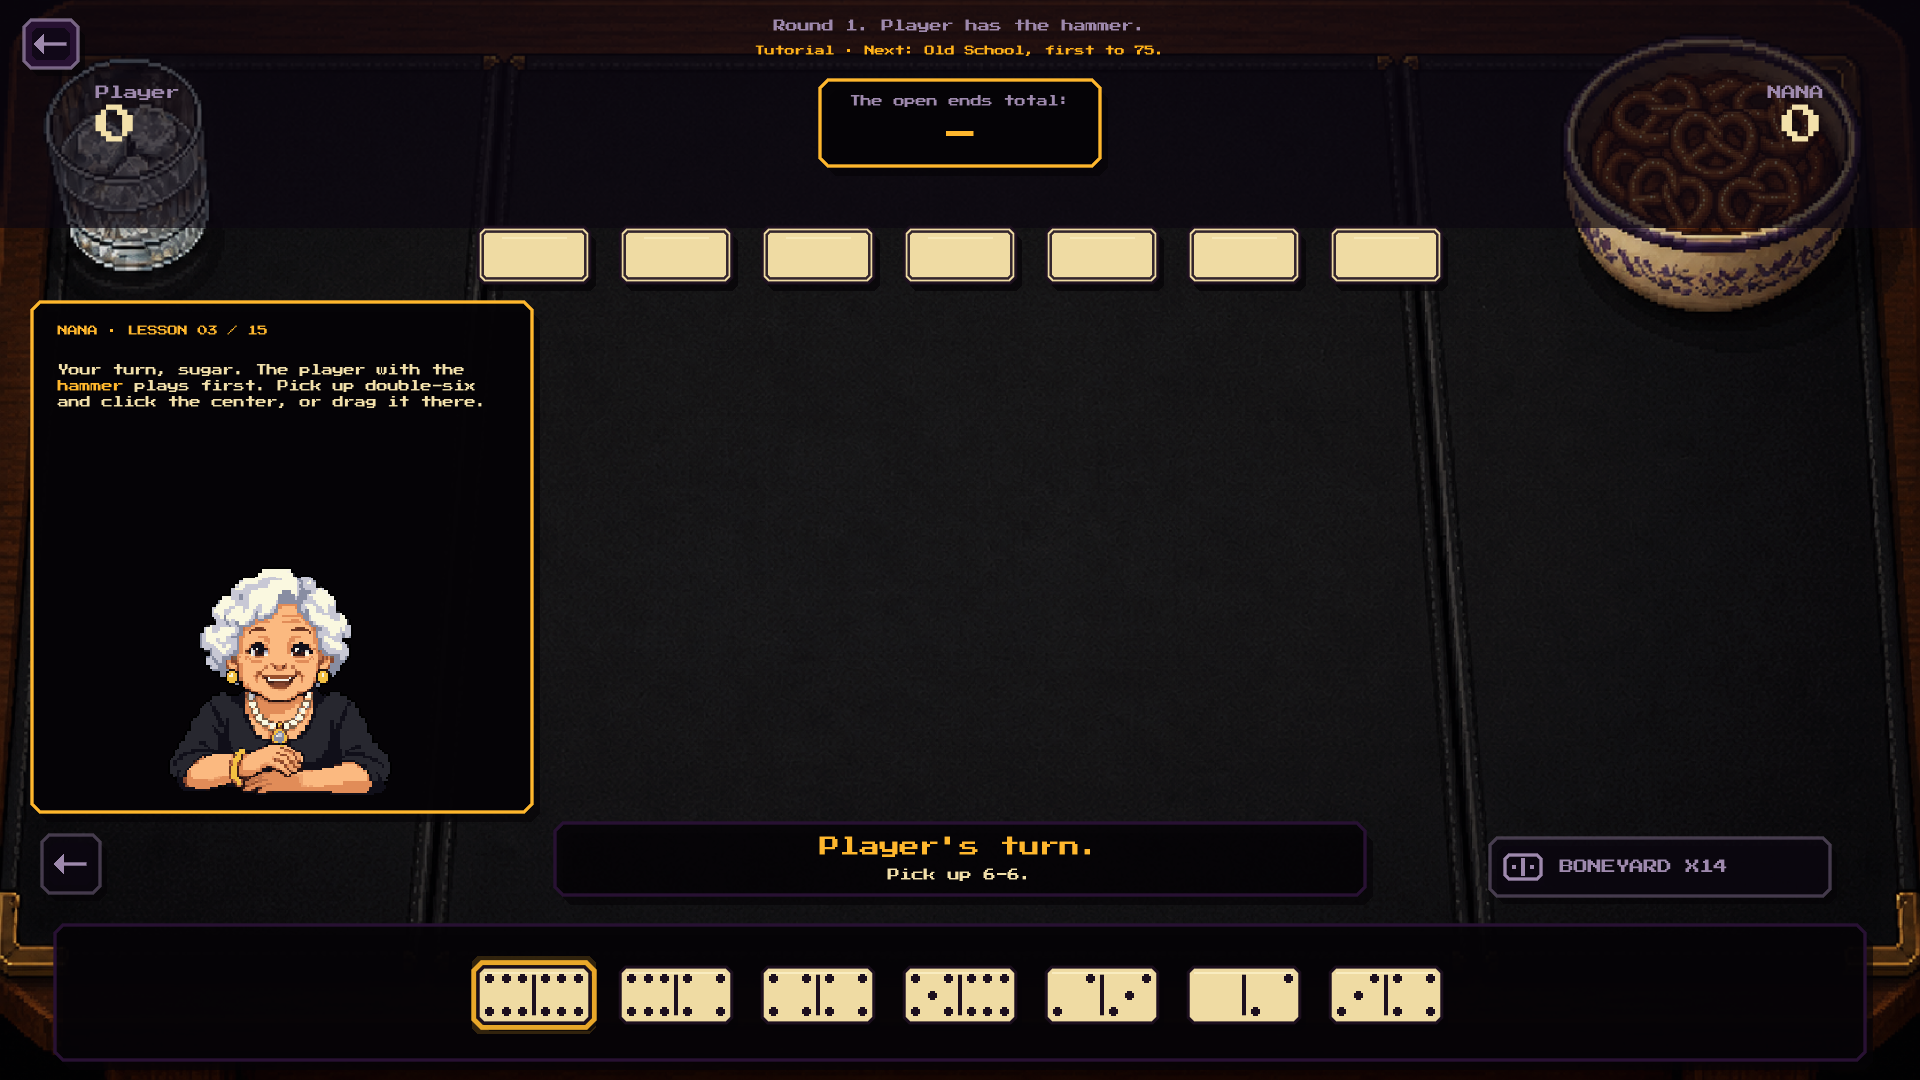 Round 1. Player has the hammer.
Tutorial · Next: Old School, first to 75.
Player
0
The open ends total:
—
NANA
0
NANA · LESSON 03 / 15
Your turn, sugar. The player with the
hammer plays first. Pick up double-six
and click the center, or drag it there.
Player's turn.
Pick up 6-6.
BONEYARD X14